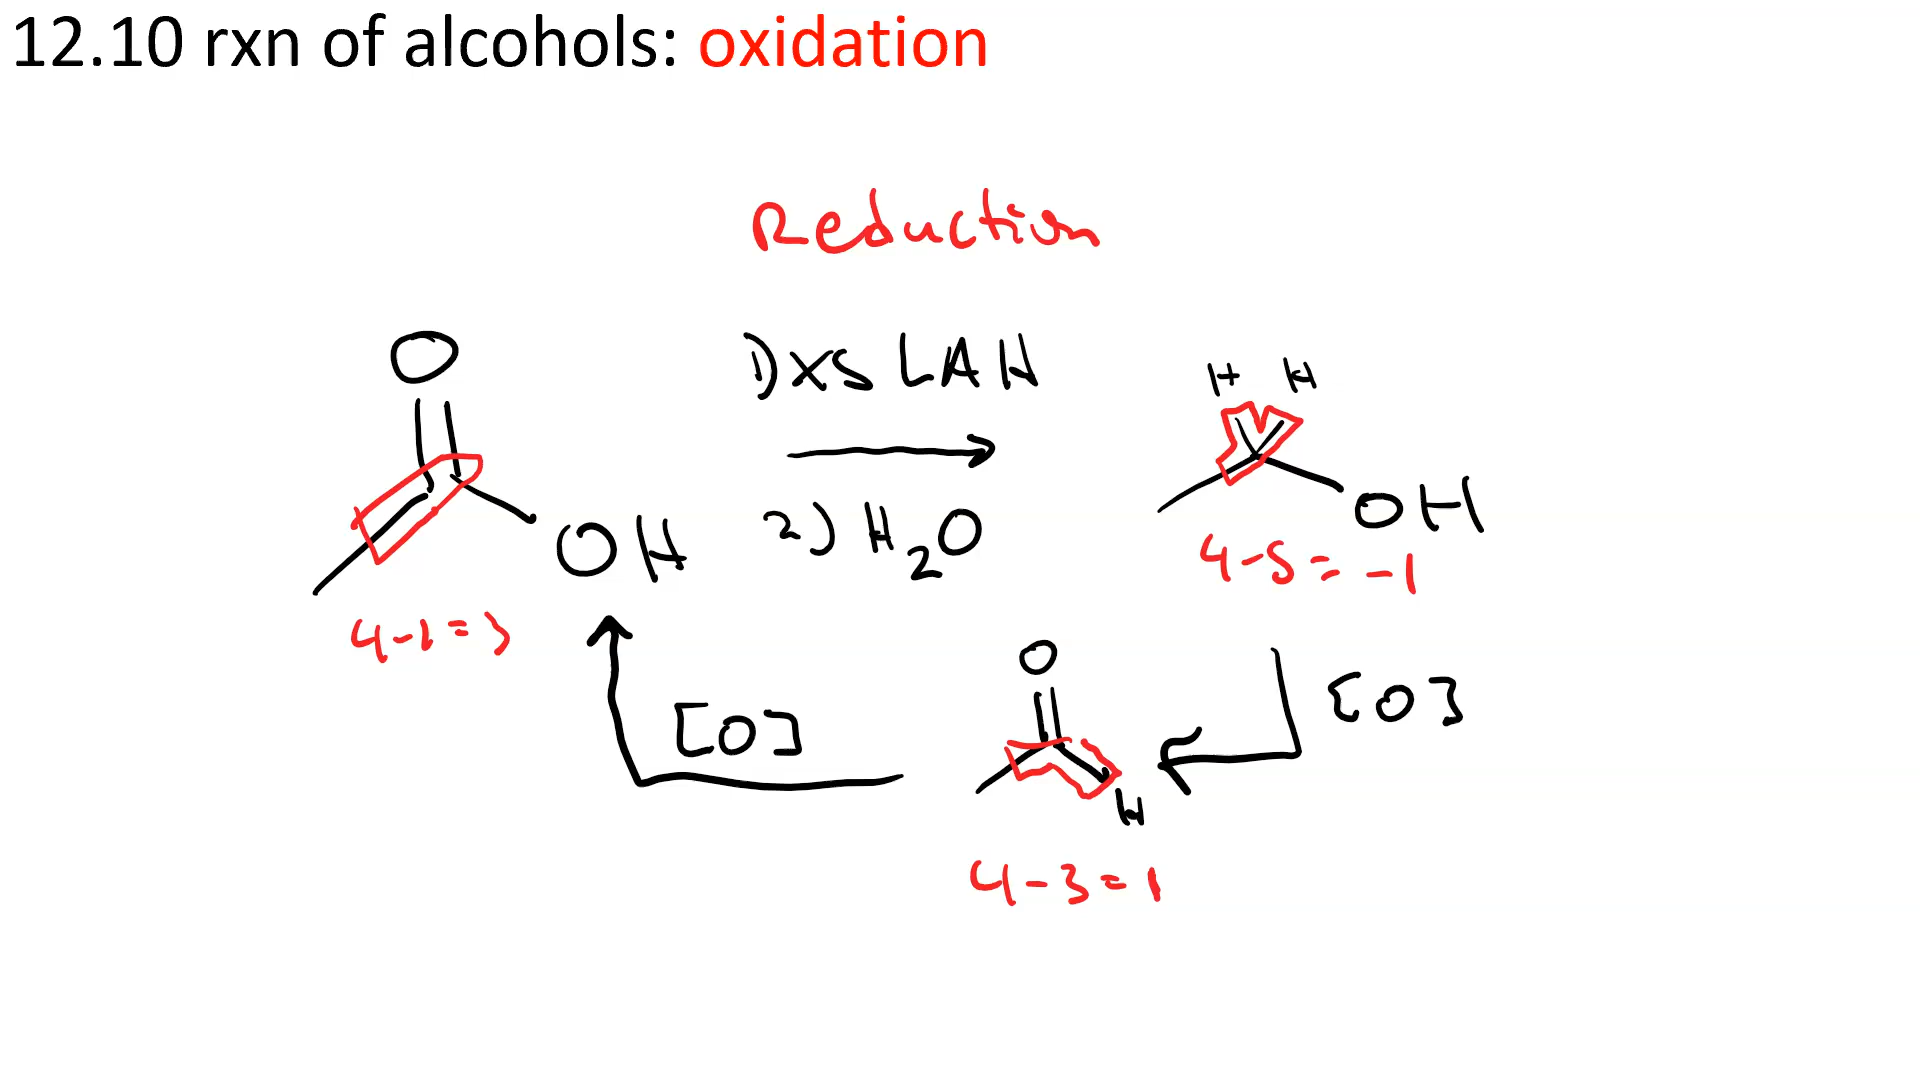 12.10 rxn of alcohols: oxidation
Reduction
O
OH
1) XS LAH
2) H2O
H H
OH
4-1=3
4-5=-1
[O]
O
H
[O]
4-3=1